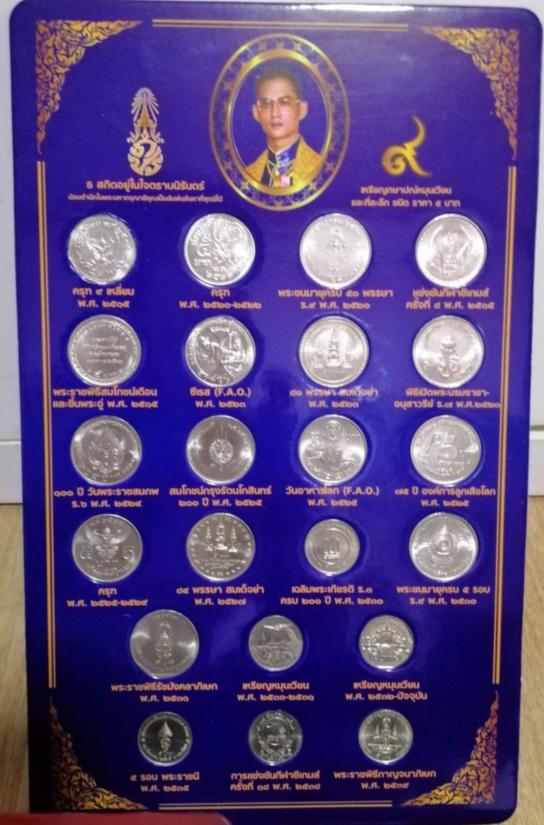 ๙
ธ สถิตอยู่ในใจตราบนิรันดร์
เหรียญกษาปณ์หมุนเวียน
และที่ระลึก ชนิด ราคา ๕ บาท
ครุฑ ๙ เหลี่ยม
พ.ศ. ๒๕๑๕
ครุฑ
พ.ศ. ๒๕๒๐-๒๕๒๒
พระชนมายุครบ ๕๐ พรรษา
ร.๙ พ.ศ. ๒๕๒๐
แข่งขันกีฬาซีเกมส์
ครั้งที่ ๘ พ.ศ. ๒๕๑๕
พระราชพิธีสมโภชน์เดือน
และขึ้นพระอู่ พ.ศ. ๒๕๑๕
ซีเรส (F.A.O.)
พ.ศ. ๒๕๒๓
๘๐ พรรษา สมเด็จย่า
พ.ศ. ๒๕๒๓
พิธีเปิดพระบรมราชา-
อนุสาวรีย์ ร.๗ พ.ศ.๒๕๒๓
๑๐๐ ปี วันพระราชสมภพ
ร.๖ พ.ศ. ๒๕๒๔
สมโภชน์กรุงรัตนโกสินทร์
๒๐๐ ปี พ.ศ. ๒๕๒๕
วันอาหารโลก (F.A.O.)
พ.ศ. ๒๕๒๕
๗๕ ปี องค์การลูกเสือโลก
พ.ศ. ๒๕๒๕
ครุฑ
พ.ศ. ๒๕๒๕-๒๕๒๙
๘๔ พรรษา สมเด็จย่า
พ.ศ. ๒๕๒๗
เฉลิมพระเกียรติ ร.๓
ครบ ๒๐๐ ปี พ.ศ. ๒๕๓๐
พระชนมายุครบ ๕ รอบ
ร.๙ พ.ศ. ๒๕๓๐
พระราชพิธีรัชมังคลาภิเษก
พ.ศ. ๒๕๓๑
เหรียญหมุนเวียน
พ.ศ. ๒๕๓๐-๒๕๓๑
เหรียญหมุนเวียน
พ.ศ. ๒๕๓๒-ปัจจุบัน
๕ รอบ พระราชินี
พ.ศ. ๒๕๓๕
การแข่งขันกีฬาซีเกมส์
ครั้งที่ ๑๘ พ.ศ. ๒๕๓๘
พระราชพิธีกาญจนาภิเษก
พ.ศ. ๒๕๓๙